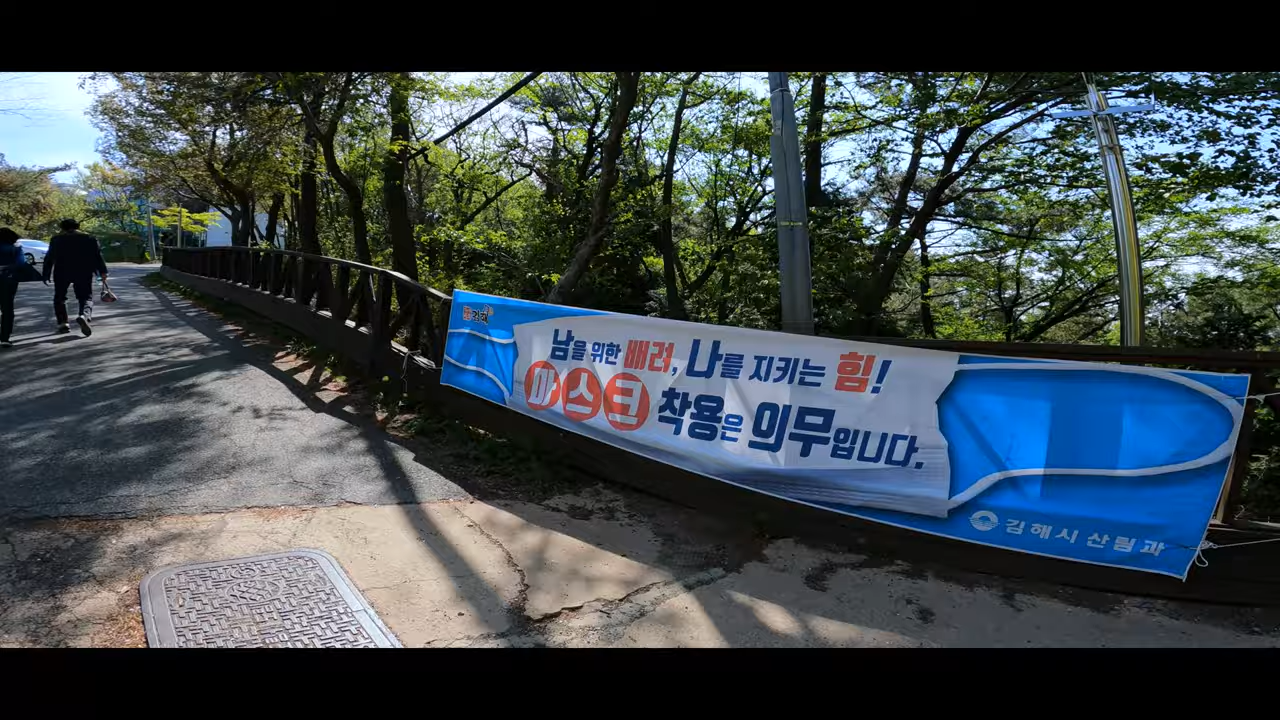 남을 위한 배려, 나를 지키는 힘!
마스크 착용은 의무입니다.
김해시 산림과